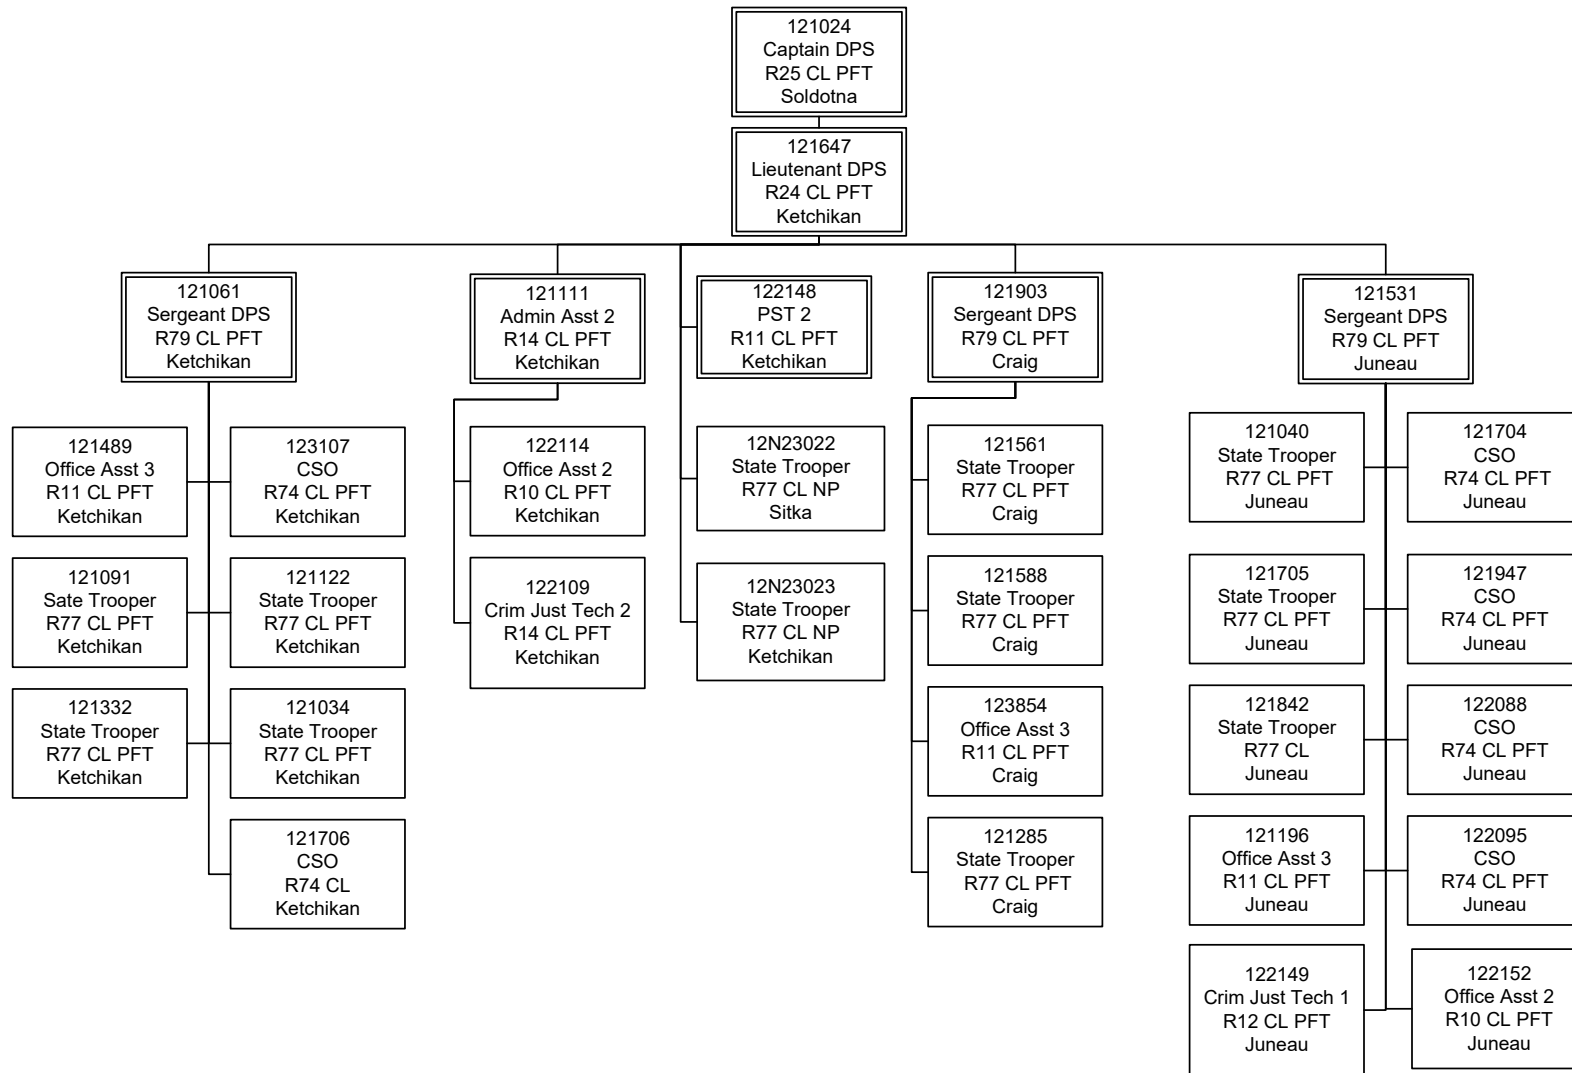 121024
Captain DPS
R25 CL PFT
Soldotna
121647
Lieutenant DPS
R24 CL PFT
Ketchikan
121061
Sergeant DPS
R79 CL PFT
Ketchikan
121111
Admin Asst 2
R14 CL PFT
Ketchikan
122148
PST 2
R11 CL PFT
Ketchikan
121903
Sergeant DPS
R79 CL PFT
Craig
121531
Sergeant DPS
R79 CL PFT
Juneau
121489
Office Asst 3
R11 CL PFT
Ketchikan
123107
CSO
R74 CL PFT
Ketchikan
121091
Sate Trooper
R77 CL PFT
Ketchikan
121122
State Trooper
R77 CL PFT
Ketchikan
121332
State Trooper
R77 CL PFT
Ketchikan
121034
State Trooper
R77 CL PFT
Ketchikan
121706
CSO
R74 CL
Ketchikan
122114
Office Asst 2
R10 CL PFT
Ketchikan
122109
Crim Just Tech 2
R14 CL PFT
Ketchikan
12N23022
State Trooper
R77 CL NP
Sitka
12N23023
State Trooper
R77 CL NP
Ketchikan
121561
State Trooper
R77 CL PFT
Craig
121588
State Trooper
R77 CL PFT
Craig
123854
Office Asst 3
R11 CL PFT
Craig
121285
State Trooper
R77 CL PFT
Craig
121040
State Trooper
R77 CL PFT
Juneau
121704
CSO
R74 CL PFT
Juneau
121705
State Trooper
R77 CL PFT
Juneau
121947
CSO
R74 CL PFT
Juneau
121842
State Trooper
R77 CL
Juneau
122088
CSO
R74 CL PFT
Juneau
121196
Office Asst 3
R11 CL PFT
Juneau
122095
CSO
R74 CL PFT
Juneau
122149
Crim Just Tech 1
R12 CL PFT
Juneau
122152
Office Asst 2
R10 CL PFT
Juneau